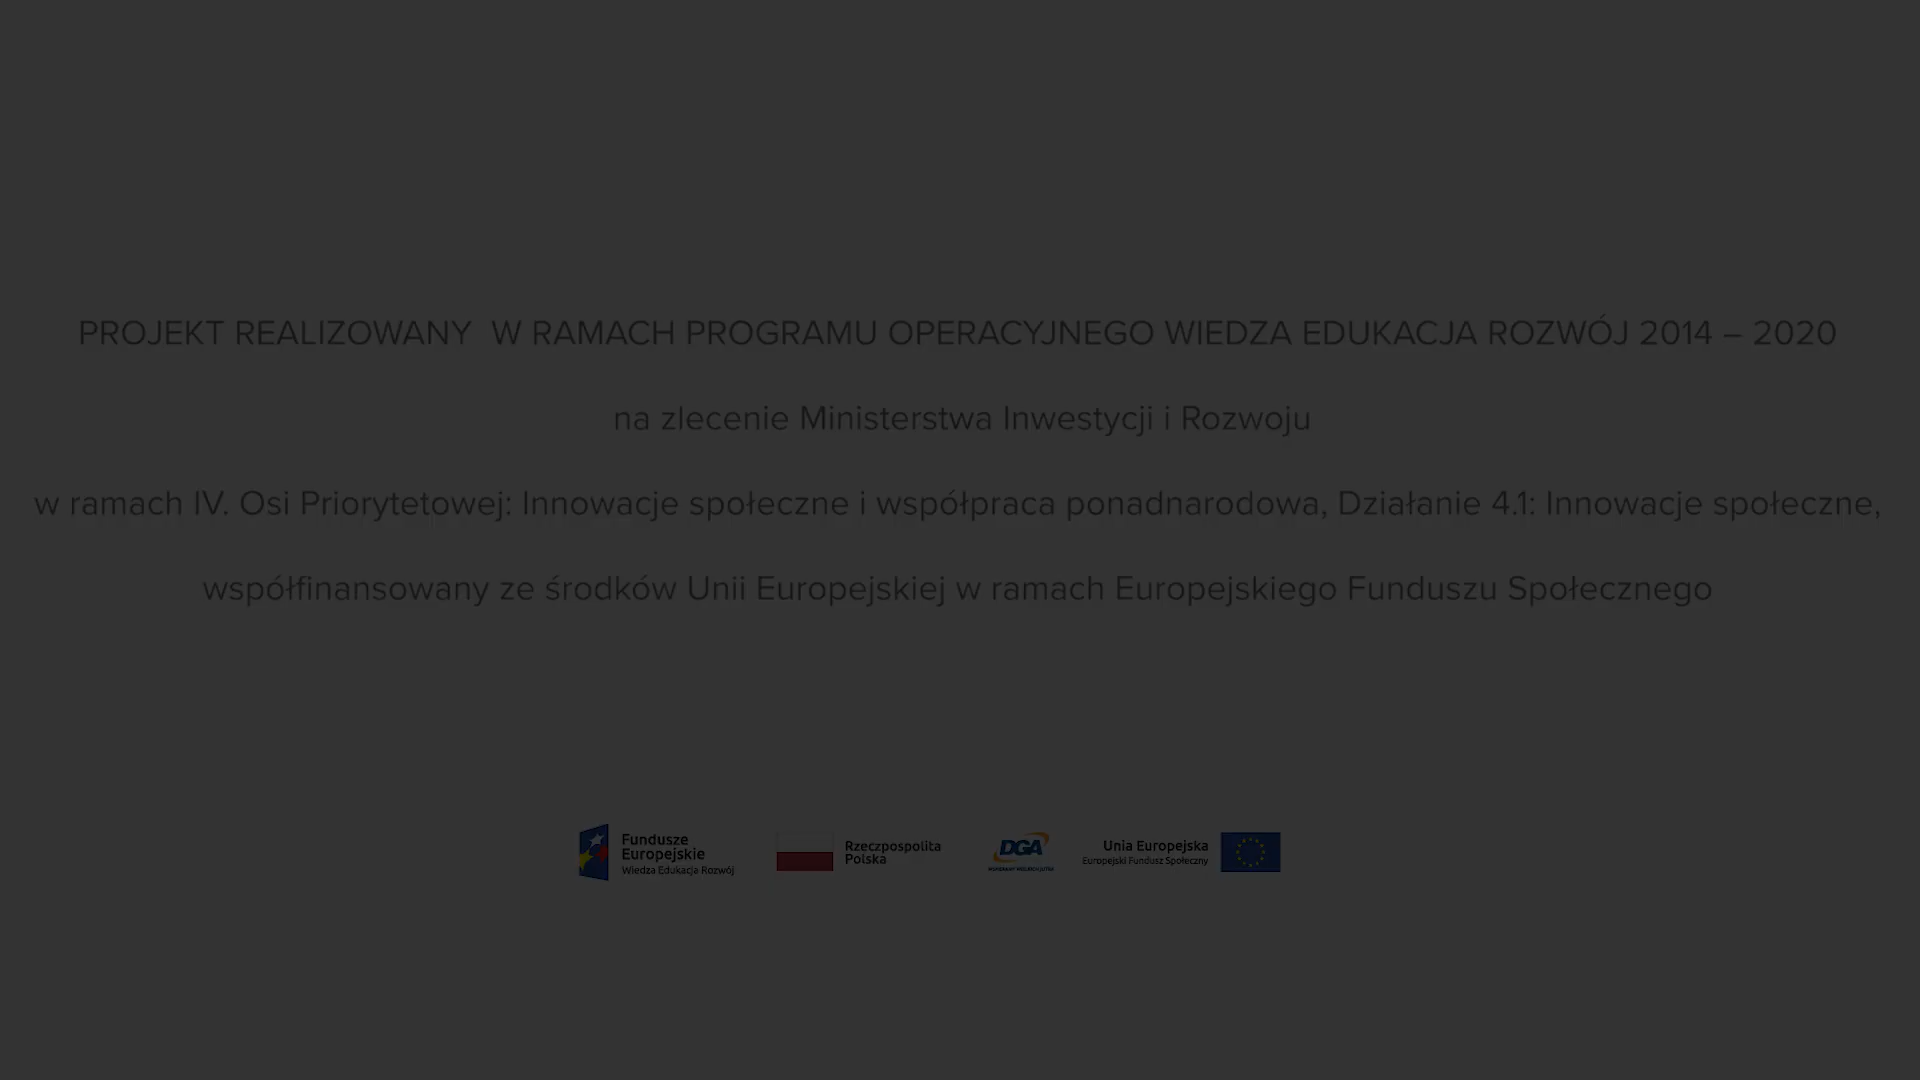 PROJEKT REALIZOWANY  W RAMACH PROGRAMU OPERACYJNEGO WIEDZA EDUKACJA ROZWÓJ 2014 – 2020
na zlecenie Ministerstwa Inwestycji i Rozwoju
w ramach IV. Osi Priorytetowej: Innowacje społeczne i współpraca ponadnarodowa, Działanie 4.1: Innowacje społeczne,
współfinansowany ze środków Unii Europejskiej w ramach Europejskiego Funduszu Społecznego
Fundusze
Europejskie
Wiedza Edukacja Rozwój
Rzeczpospolita
Polska
DGA
Unia Europejska
Europejski Fundusz Społeczny